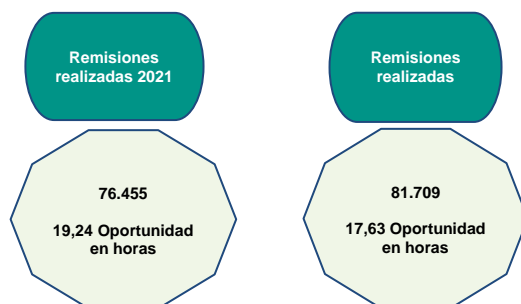 Remisiones
realizadas 2021
76.455
19,24 Oportunidad
en horas
Remisiones
realizadas
81.709
17,63 Oportunidad
en horas